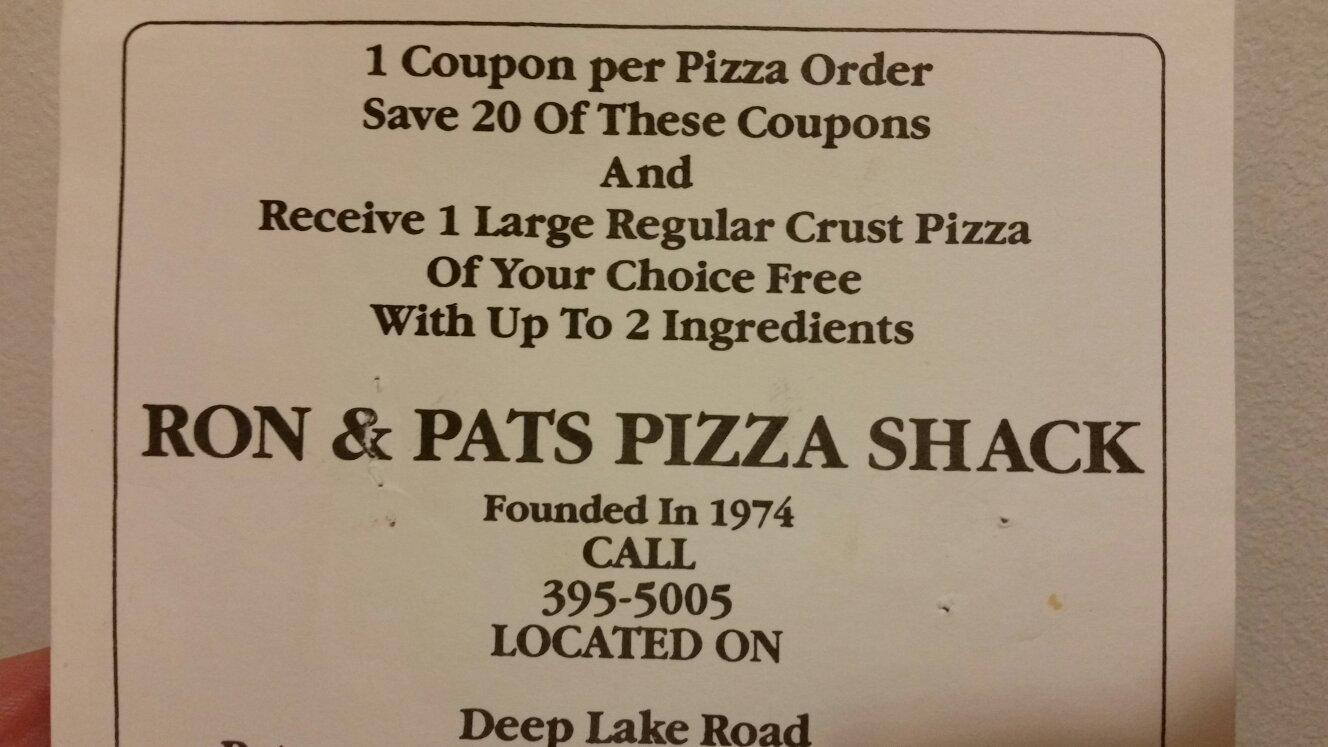 1 Coupon per Pizza Order
Save 20 Of These Coupons
And
Receive 1 Large Regular Crust Pizza
Of Your Choice Free
With Up To 2 Ingredients
RON & PATS PIZZA SHACK
Founded In 1974
CALL
395-5005
LOCATED ON
Deep Lake Road